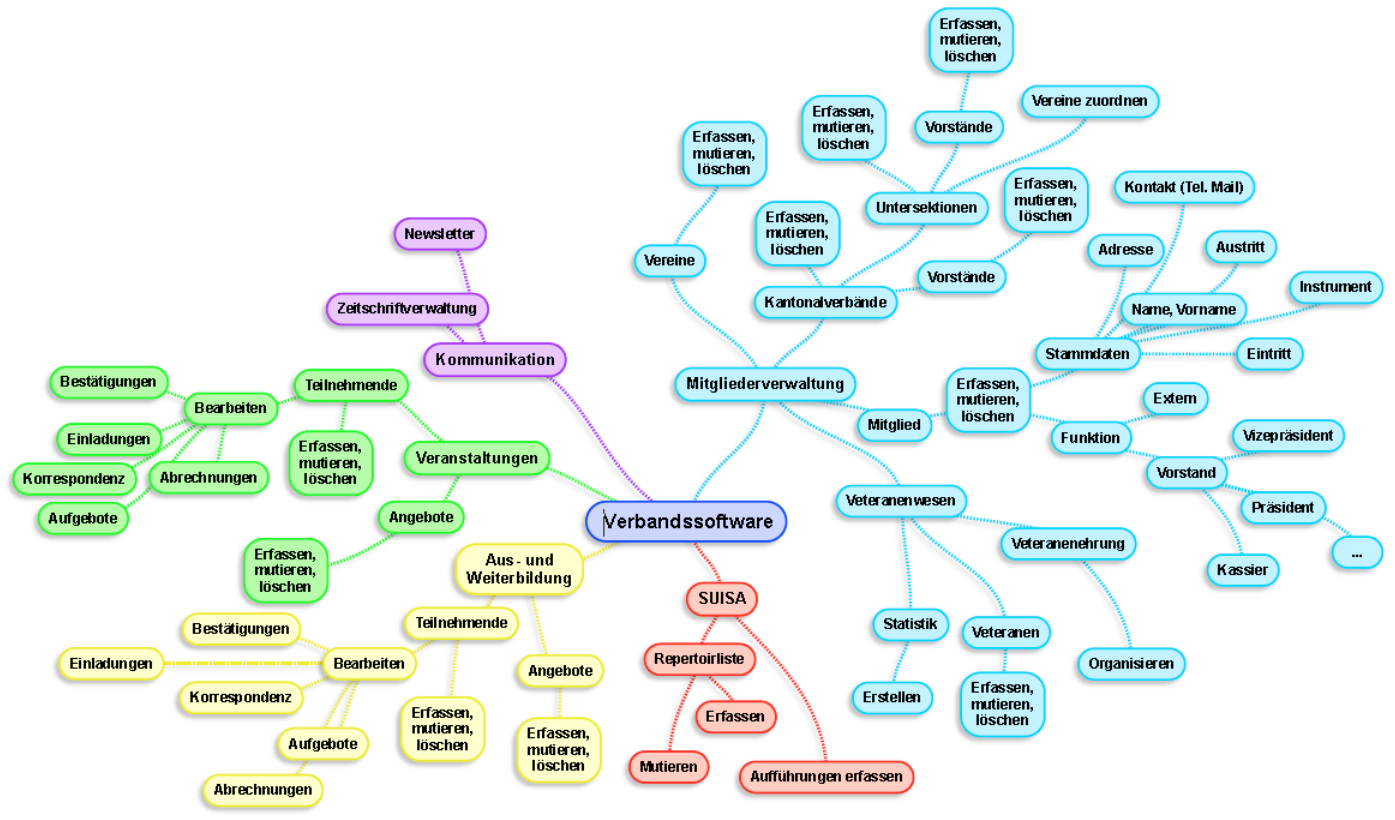 Erfassen,
mutieren,
löschen
Vereine zuordnen
Erfassen,
mutieren,
löschen
Vorstände
Erfassen,
mutieren,
löschen
Untersektionen
Erfassen,
mutieren,
löschen
Kontakt (Tel. Mail)
Erfassen,
mutieren,
löschen
Newsletter
Vereine
Adresse
Austritt
Vorstände
Kantonalverbände
Instrument
Zeitschriftverwaltung
Name, Vorname
Kommunikation
Stammdaten
Eintritt
Bestätigungen
Teilnehmende
Mitgliederverwaltung
Erfassen,
mutieren,
löschen
Extern
Bearbeiten
Mitglied
Einladungen
Funktion
Vizepräsident
Erfassen,
mutieren,
löschen
Veranstaltungen
Korrespondenz
Abrechnungen
Vorstand
Veteranenwesen
Präsident
Aufgebote
Angebote
Verbandssoftware
Veteranenehrung
...
Erfassen,
mutieren,
löschen
Aus - und
Weiterbildung
Kassier
SUISA
Teilnehmende
Statistik
Veteranen
Bestätigungen
Einladungen
Bearbeiten
Angebote
Repertoirliste
Organisieren
Korrespondenz
Erstellen
Erfassen,
mutieren,
löschen
Erfassen
Erfassen,
mutieren,
löschen
Erfassen,
mutieren,
löschen
Aufgebote
Mutieren
Aufführungen erfassen
Abrechnungen